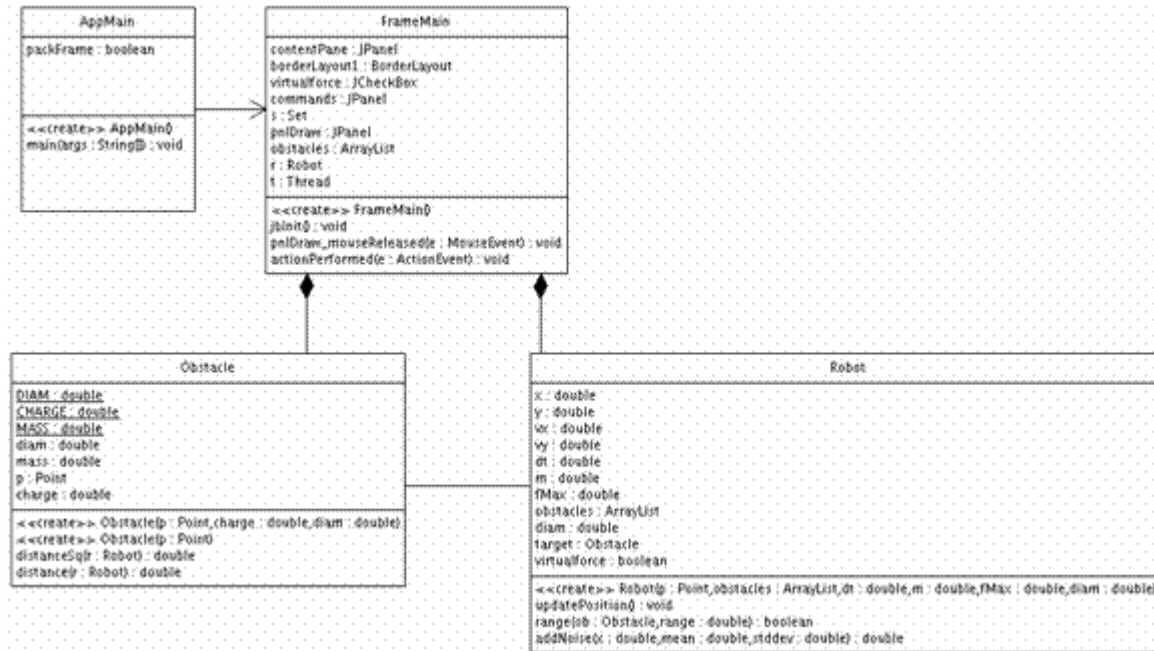 AppMain
packFrame : boolean
<<create>> AppMain()
main(args : String[]) : void
FrameMain
contentPane : JPanel
borderLayout1 : BorderLayout
virtualforce : JCheckBox
commands : JPanel
s : Set
pnlDraw : JPanel
obstacles : ArrayList
r : Robot
t : Thread
<<create>> FrameMain()
jbInit() : void
pnlDraw_mouseReleased(e : MouseEvent) : void
actionPerformed(e : ActionEvent) : void
Obstacle
DIAM : double
CHARGE : double
MASS : double
diam : double
mass : double
p : Point
charge : double
<<create>> Obstacle(p : Point,charge : double,diam : double)
<<create>> Obstacle(p : Point)
distanceSq(r : Robot) : double
distance(r : Robot) : double
Robot
x : double
y : double
vx : double
vy : double
dt : double
m : double
fMax : double
obstacles : ArrayList
diam : double
target : Obstacle
virtualforce : boolean
<<create>> Robot(p : Point,obstacles : ArrayList,dt : double,m : double,fMax : double,diam : double)
updatePosition() : void
range(ob : Obstacle,range : double) : boolean
addNoise(x : double,mean : double,stddev : double) : double